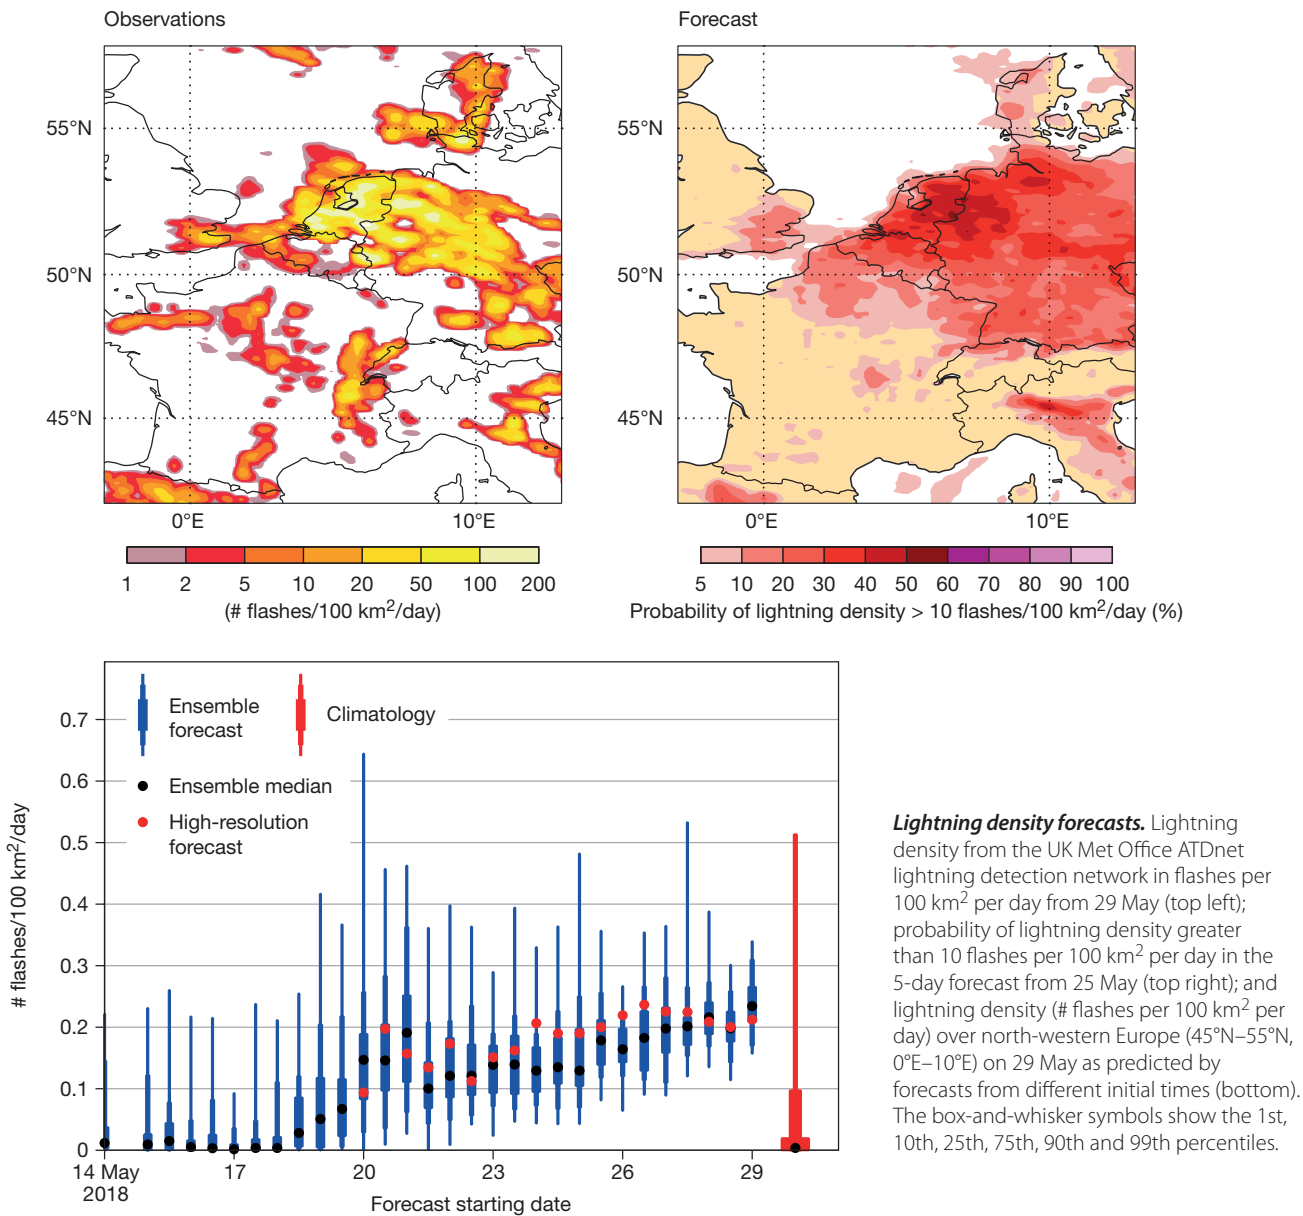 Observations
Forecast
55°N
50°N
45°N
0°E
10°E
55°N
50°N
45°N
0°E
10°E
1 2 5 10 20 50 100 200
(# flashes/100 km²/day)
5 10 20 30 40 50 60 70 80 90 100
Probability of lightning density > 10 flashes/100 km²/day (%)
# flashes/100 km²/day
0.7
0.6
0.5
0.4
0.3
0.2
0.1
0
Ensemble
forecast
Climatology
Ensemble median
High-resolution
forecast
14 May
2018
17
20
23
26
29
Forecast starting date
Lightning density forecasts. Lightning
density from the UK Met Office ATDnet
lightning detection network in flashes per
100 km² per day from 29 May (top left);
probability of lightning density greater
than 10 flashes per 100 km² per day in the
5-day forecast from 25 May (top right); and
lightning density (# flashes per 100 km² per
day) over north-western Europe (45°N–55°N,
0°E–10°E) on 29 May as predicted by
forecasts from different initial times (bottom).
The box-and-whisker symbols show the 1st,
10th, 25th, 75th, 90th and 99th percentiles.